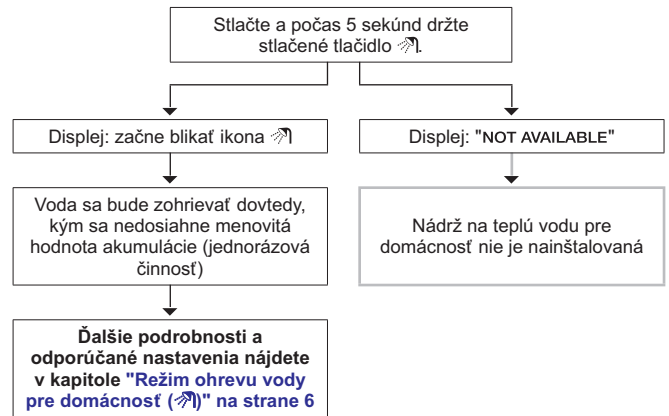 Stlačte a počas 5 sekúnd držte
stlačené tlačidlo .
Displej: začne blikať ikona
Displej: "NOT AVAILABLE"
Voda sa bude zohrievať dovtedy,
kým sa nedosiahne menovitá
hodnota akumulácie (jednorázová
činnosť)
Nádrž na teplú vodu pre
domácnosť nie je nainštalovaná
Ďalšie podrobnosti a
odporúčané nastavenia nájdete
v kapitole "Režim ohrevu vody
pre domácnosť ()" na strane 6